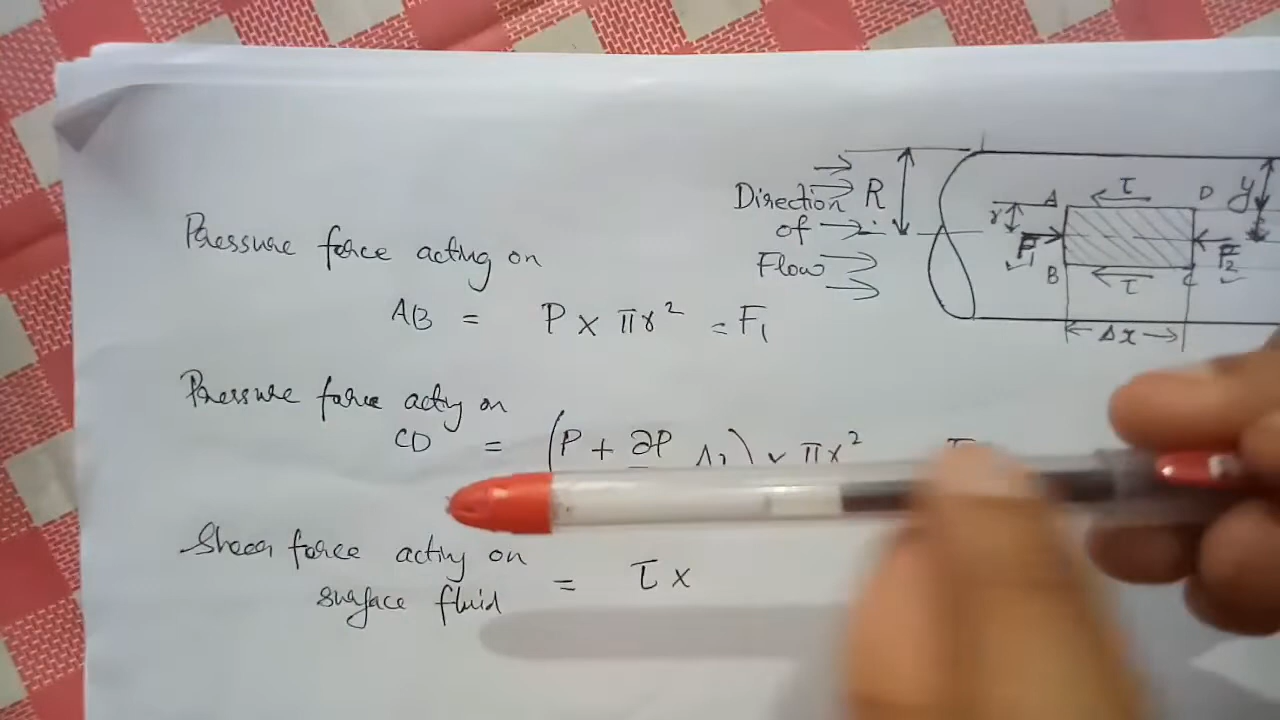 Pressure force acting on
AB = P x πr² = F₁
Pressure force acting on
CD = (P + ∂P ) x πr²
Shear force acting on
surface fluid = τ x
Direction
of
Flow
R
A
τ
D
y
r
F₁
F₂
B
τ
C
Δx